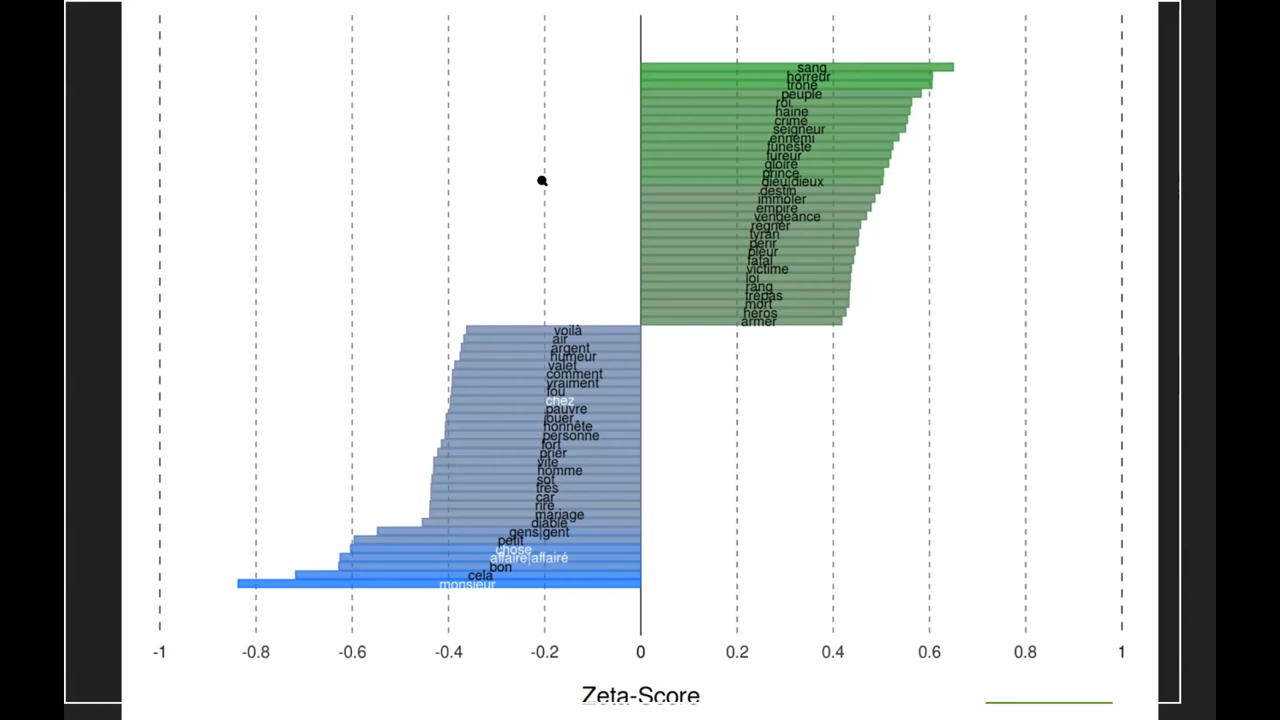 sang
horreur
trône
peuple
roi
haine
crime
seigneur
ennemi
funeste
fureur
gloire
prince
dieu|dieux
destin
immoler
empire
vengeance
régner
tyran
périr
pleur
fatal
victime
loi
rang
trépas
mort
héros
armer
voilà
air
argent
humeur
valet
comment
vraiment
fou
chez
pauvre
jouer
honnête
personne
fort
prier
vite
homme
sot
très
car
rire
mariage
diable
gens|gent
petit
chose
affaire|affairé
bon
cela
monsieur
-1 -0.8 -0.6 -0.4 -0.2 0 0.2 0.4 0.6 0.8 1
Zeta-Score